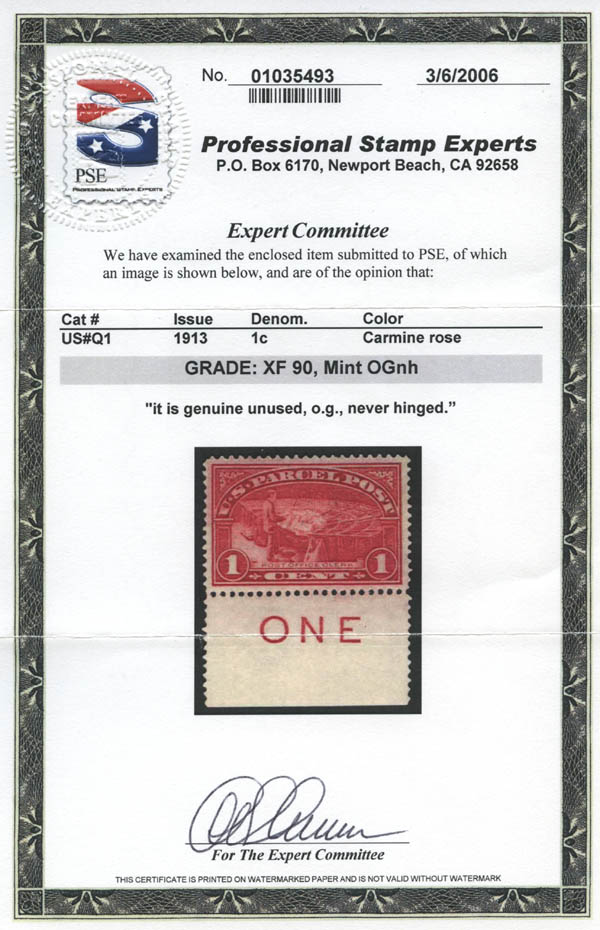 No. 01035493 3/6/2006
PSE
PROFESSIONAL STAMP EXPERTS
Professional Stamp Experts
P.O. Box 6170, Newport Beach, CA 92658
Expert Committee
We have examined the enclosed item submitted to PSE, of which
an image is shown below, and are of the opinion that:
Cat # Issue Denom. Color
US#Q1 1913 1c Carmine rose
GRADE: XF 90, Mint OGnh
"it is genuine unused, o.g., never hinged.”
U.S. PARCEL POST
POST OFFICE CLERK
1 1
CENT
ONE
For The Expert Committee
THIS CERTIFICATE IS PRINTED ON WATERMARKED PAPER AND IS NOT VALID WITHOUT WATERMARK